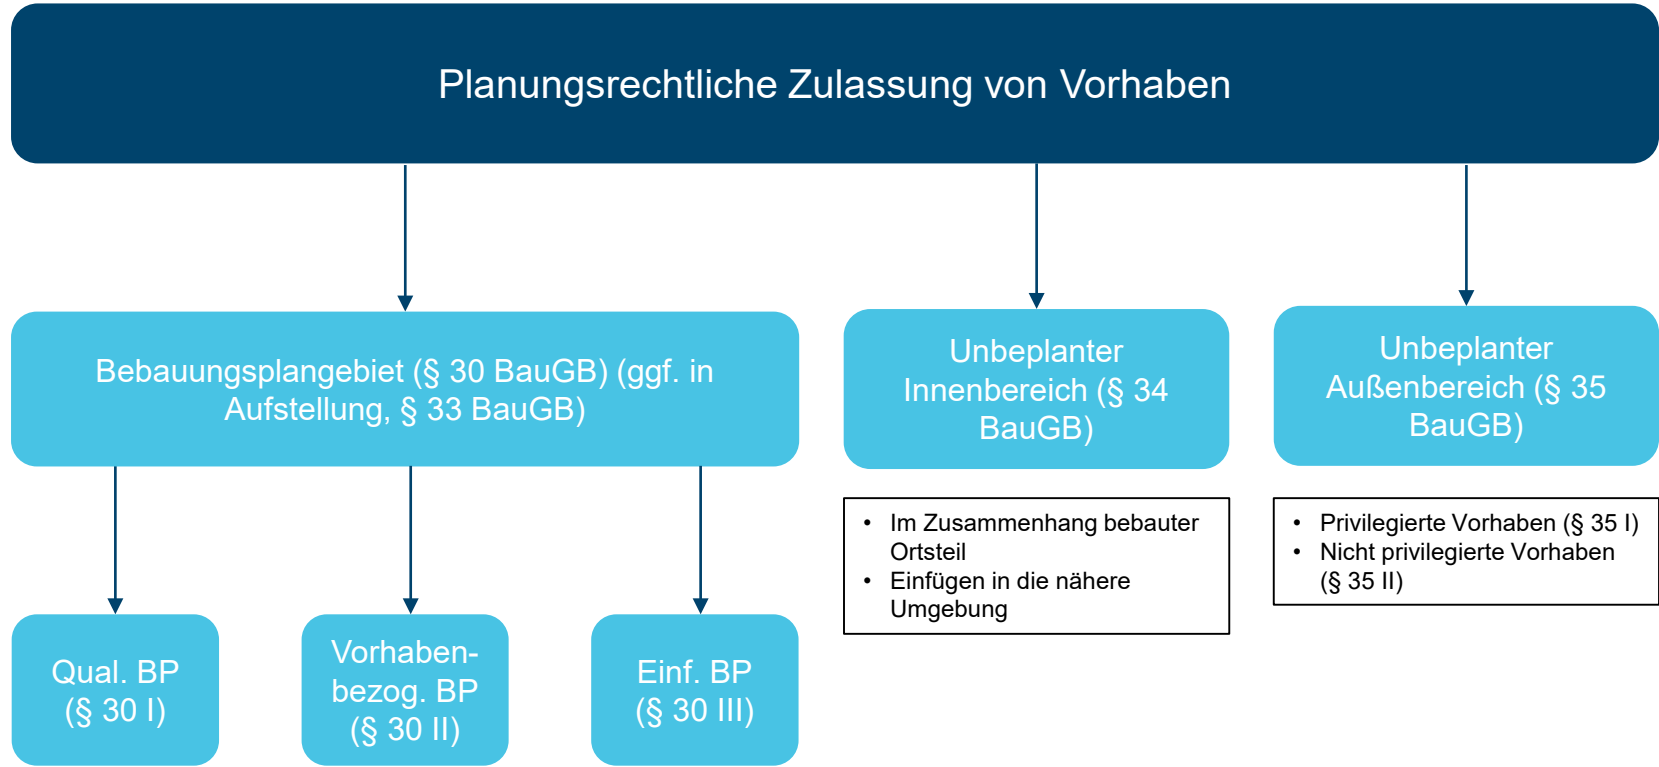 Planungsrechtliche Zulassung von Vorhaben
Bebauungsplangebiet (§ 30 BauGB) (ggf. in
Aufstellung, § 33 BauGB)
Unbeplanter
Innenbereich (§ 34
BauGB)
Unbeplanter
Außenbereich (§ 35
BauGB)
• Im Zusammenhang bebauter
Ortsteil
• Einfügen in die nähere
Umgebung
• Privilegierte Vorhaben (§ 35 I)
• Nicht privilegierte Vorhaben
(§ 35 II)
Qual. BP
(§ 30 I)
Vorhaben-
bezog. BP
(§ 30 II)
Einf. BP
(§ 30 III)